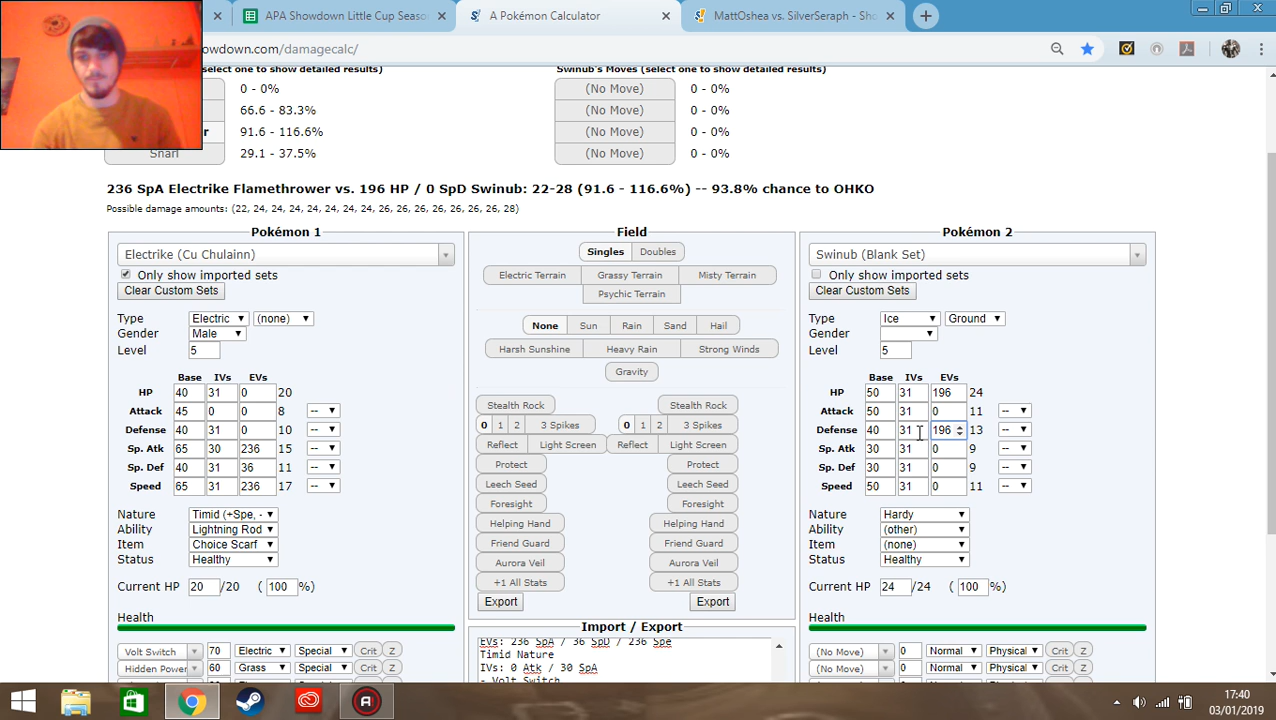 APA Showdown Little Cup Seaso
A Pokémon Calculator
MattOshea vs. SilverSeraph - Sho
owdown.com/damagecalc/
(select one to show detailed results)
Swinub's Moves (select one to show detailed results)
0 - 0%
(No Move) 0 - 0%
66.6 - 83.3%
(No Move) 0 - 0%
r 91.6 - 116.6%
(No Move) 0 - 0%
Snarl 29.1 - 37.5%
(No Move) 0 - 0%
236 SpA Electrike Flamethrower vs. 196 HP / 0 SpD Swinub: 22-28 (91.6 - 116.6%) -- 93.8% chance to OHKO
Possible damage amounts: (22, 24, 24, 24, 24, 24, 24, 24, 26, 26, 26, 26, 26, 26, 26, 28)
Pokémon 1
Electrike (Cu Chulainn)
Only show imported sets
Clear Custom Sets
Type Electric (none)
Gender Male
Level 5
Base IVs EVs
HP 40 31 0 20
Attack 45 0 0 8 --
Defense 40 31 0 10 --
Sp. Atk 65 30 236 15 --
Sp. Def 40 31 36 11 --
Speed 65 31 236 17 --
Nature Timid (+Spe, -
Ability Lightning Rod
Item Choice Scarf
Status Healthy
Current HP 20 /20 ( 100 %)
Health
Volt Switch 70 Electric Special Crit Z
Hidden Power 60 Grass Special Crit Z
Field
Singles Doubles
Electric Terrain Grassy Terrain Misty Terrain
Psychic Terrain
None Sun Rain Sand Hail
Harsh Sunshine Heavy Rain Strong Winds
Gravity
Stealth Rock Stealth Rock
0 1 2 3 Spikes 0 1 2 3 Spikes
Reflect Light Screen Reflect Light Screen
Protect Protect
Leech Seed Leech Seed
Foresight Foresight
Helping Hand Helping Hand
Friend Guard Friend Guard
Aurora Veil Aurora Veil
+1 All Stats +1 All Stats
Export Export
Import / Export
EVs: 236 SpA / 36 SpD / 236 Spe
Timid Nature
IVs: 0 Atk / 30 SpA
- Volt Switch
Pokémon 2
Swinub (Blank Set)
Only show imported sets
Clear Custom Sets
Type Ice Ground
Gender
Level 5
Base IVs EVs
HP 50 31 196 24
Attack 50 31 0 11 --
Defense 40 31 196 13 --
Sp. Atk 30 31 0 9 --
Sp. Def 30 31 0 9 --
Speed 50 31 0 11 --
Nature Hardy
Ability (other)
Item (none)
Status Healthy
Current HP 24 /24 ( 100 %)
Health
(No Move) 0 Normal Physical Crit Z
(No Move) 0 Normal Physical Crit Z
17:40
03/01/2019